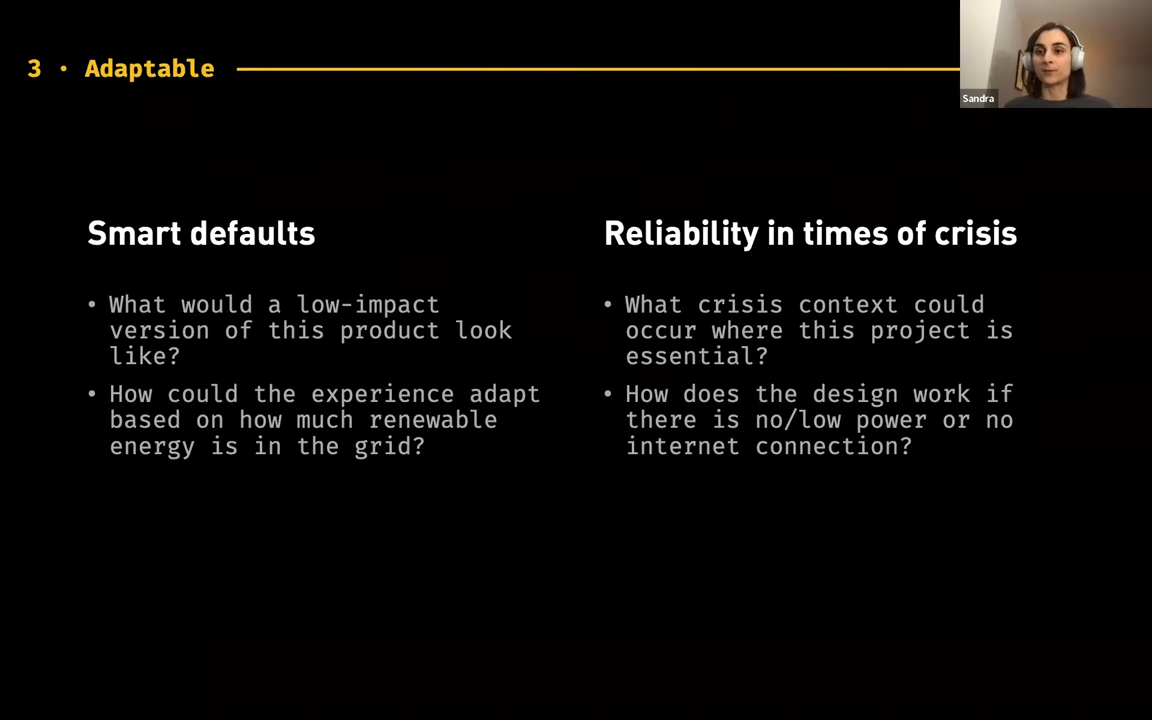 3 · Adaptable
Sandra
Smart defaults
• What would a low-impact
version of this product look
like?
• How could the experience adapt
based on how much renewable
energy is in the grid?
Reliability in times of crisis
• What crisis context could
occur where this project is
essential?
• How does the design work if
there is no/low power or no
internet connection?